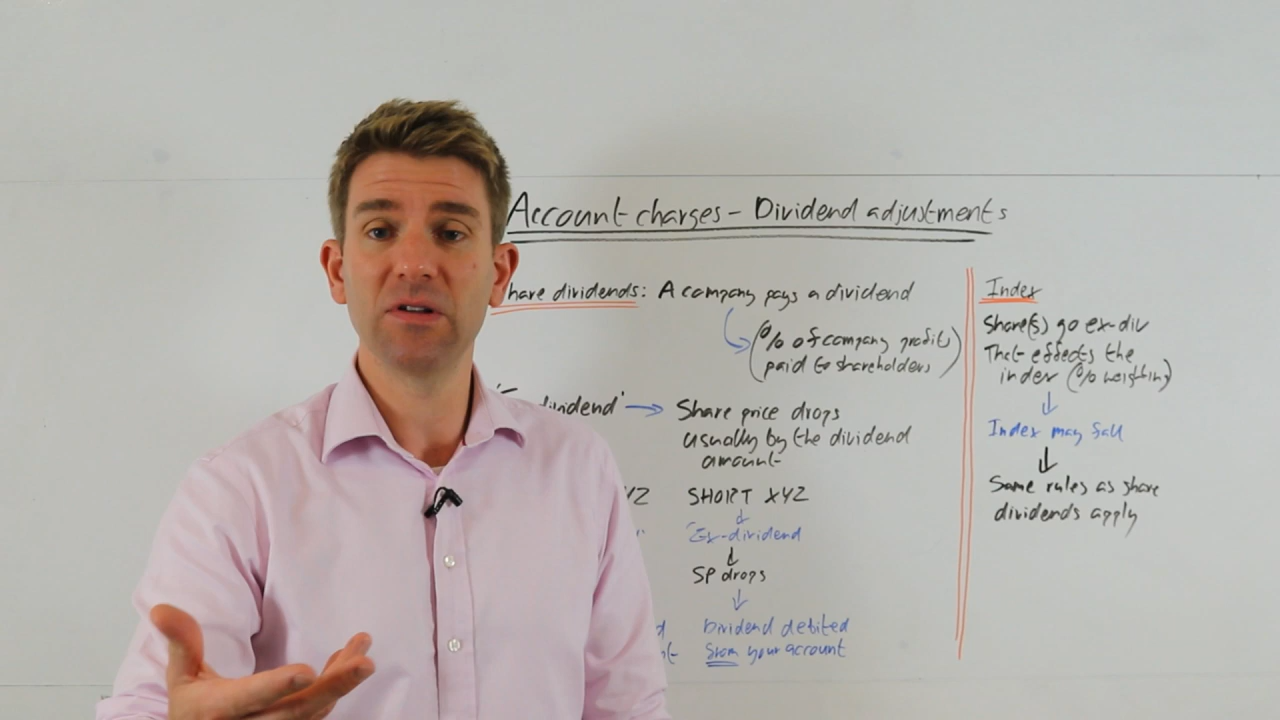 Account charges - Dividend adjustments
hare dividends: A company pays a dividend
(% of company profit)
paid to shareholders
dividend' → Share price drops
usually by the dividend
amount
YZ SHORT XYZ
'Ex-dividend
SP drops
Dividend debited
from your account
Index
Share(s) go ex-div
That effects the
index (% weighting)
Index may fall
Same rules as share
dividends apply